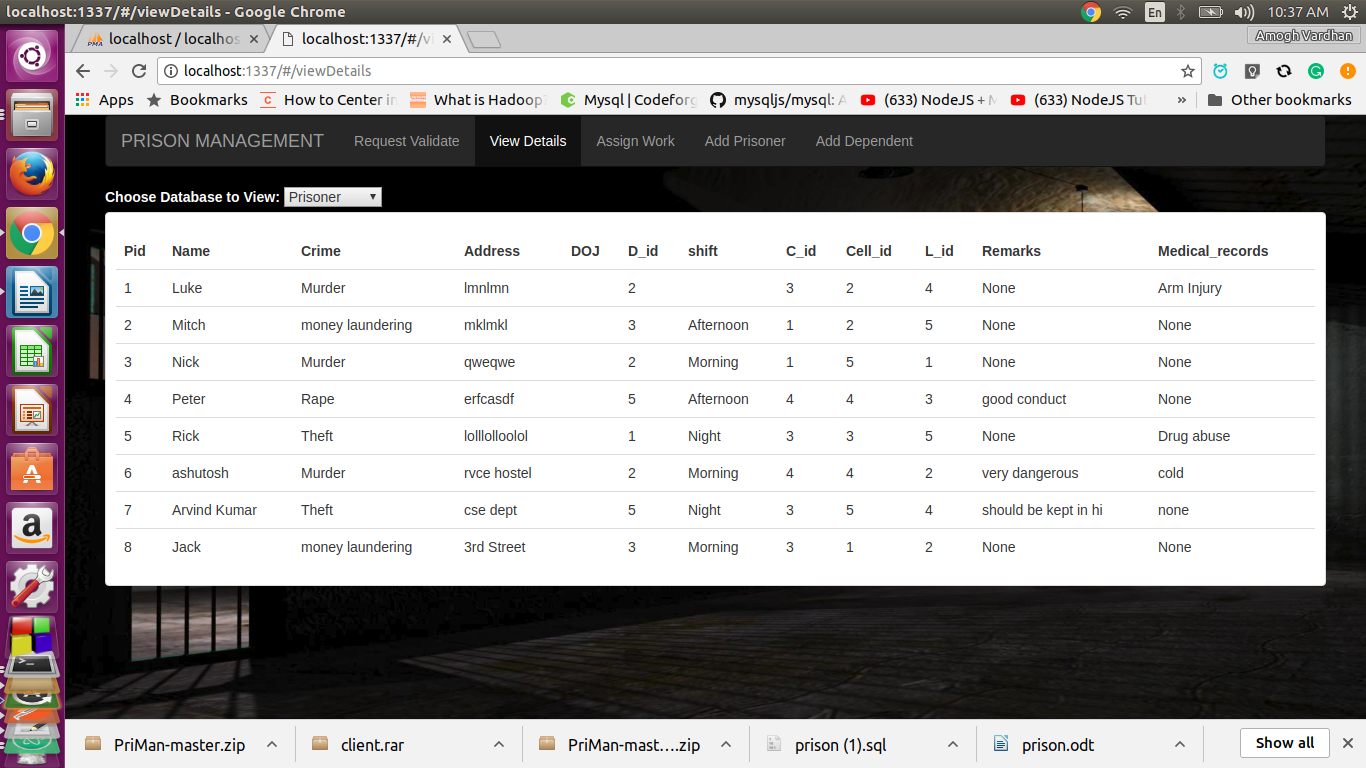 localhost:1337/#/viewDetails - Google Chrome En 10:37 AM
localhost / localhos localhost:1337/#/vi Amogh Vardhan
localhost:1337/#/viewDetails
Apps Bookmarks How to Center in What is Hadoop? Mysql | Codeforg mysqljs/mysql: A (633) NodeJS + M (633) NodeJS Tut » Other bookmarks
PRISON MANAGEMENT Request Validate View Details Assign Work Add Prisoner Add Dependent
Choose Database to View: Prisoner
Pid Name Crime Address DOJ D_id shift C_id Cell_id L_id Remarks Medical_records
1 Luke Murder lmnlmn 2 3 2 4 None Arm Injury
2 Mitch money laundering mklmkl 3 Afternoon 1 2 5 None None
3 Nick Murder qweqwe 2 Morning 1 5 1 None None
4 Peter Rape erfcasdf 5 Afternoon 4 4 3 good conduct None
5 Rick Theft lolllolloolol 1 Night 3 3 5 None Drug abuse
6 ashutosh Murder rvce hostel 2 Morning 4 4 2 very dangerous cold
7 Arvind Kumar Theft cse dept 5 Night 3 5 4 should be kept in hi none
8 Jack money laundering 3rd Street 3 Morning 3 1 2 None None
PriMan-master.zip client.rar PriMan-mast....zip prison (1).sql prison.odt Show all